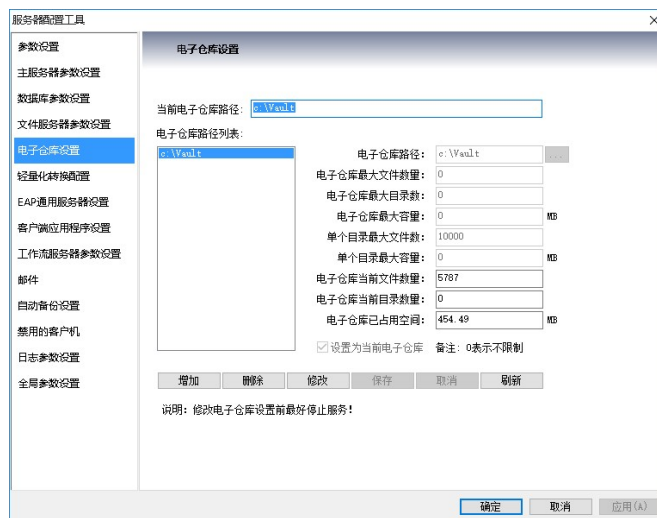 服务器配置工具
参数设置
主服务器参数设置
数据库参数设置
文件服务器参数设置
电子仓库设置
轻量化转换配置
EAP通用服务器设置
客户端应用程序设置
工作流服务器参数设置
邮件
自动备份设置
禁用的客户机
日志参数设置
全局参数设置
电子仓库设置
当前电子仓库路径: c:\Vault
电子仓库路径列表:
c:\Vault
电子仓库路径: c:\Vault ...
电子仓库最大文件数量: 0
电子仓库最大目录数: 0
电子仓库最大容量: 0 MB
单个目录最大文件数: 10000
单个目录最大容量: 0 MB
电子仓库当前文件数量: 5787
电子仓库当前目录数量: 0
电子仓库已占用空间: 454.49 MB
设置为当前电子仓库 备注: 0表示不限制
增加 删除 修改 保存 取消 刷新
说明: 修改电子仓库设置前最好停止服务!
确定 取消 应用(A)